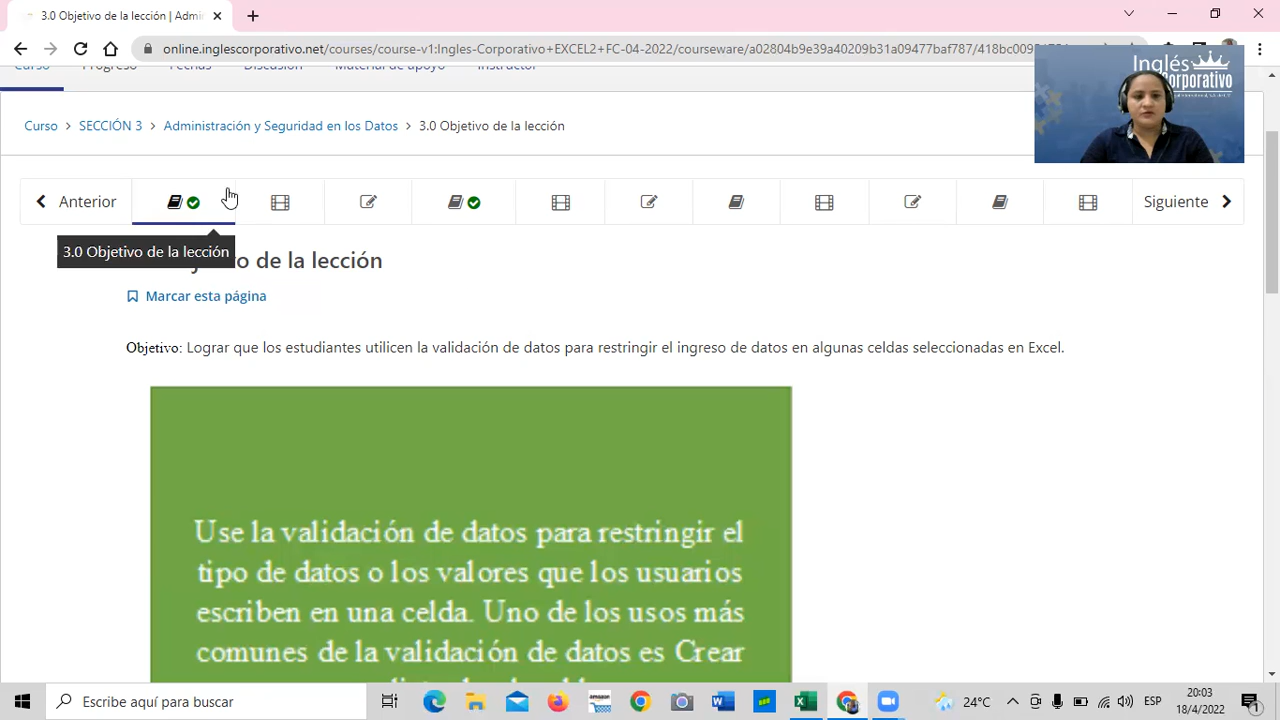 3.0 Objetivo de la lección | Admi
online.inglescorporativo.net/courses/course-v1:Ingles-Corporativo+EXCEL2+FC-04-2022/courseware/c02804b9e39a40209b31a09477baf787/418bc009
Curso Progreso Fechas Discusión Material de apoyo Instructor
Inglés
Corporativo
Curso > SECCIÓN 3 > Administración y Seguridad en los Datos > 3.0 Objetivo de la lección
Anterior
Siguiente
3.0 Objetivo de la lección
o de la lección
Marcar esta página
Objetivo: Lograr que los estudiantes utilicen la validación de datos para restringir el ingreso de datos en algunas celdas seleccionadas en Excel.
Use la validación de datos para restringir el
tipo de datos o los valores que los usuarios
escriben en una celda. Uno de los usos más
comunes de la validación de datos es Crear
Escribe aquí para buscar
amazon
24°C
ESP
20:03
18/4/2022
1